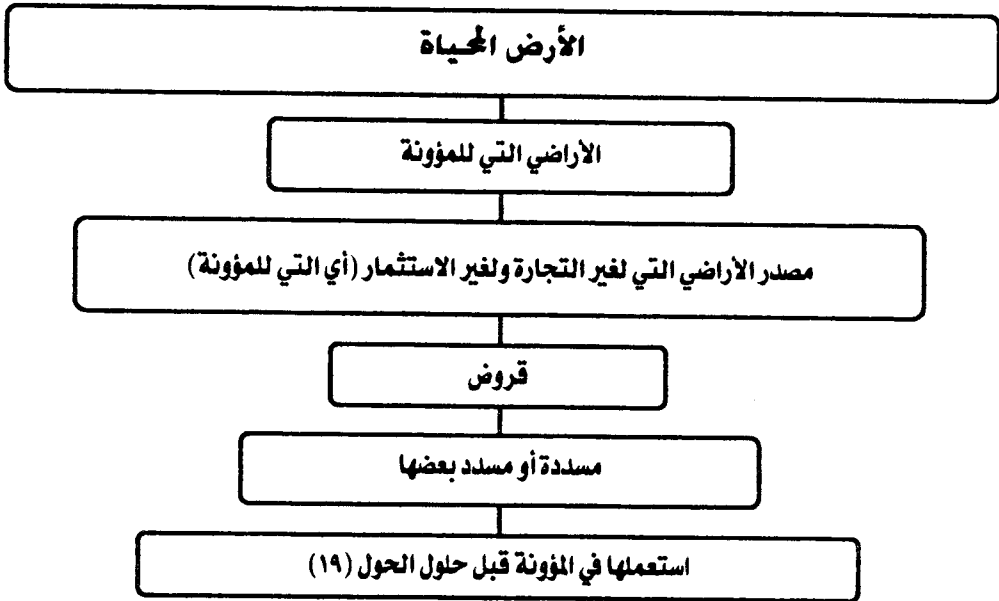 الأرض المحياة
الأراضي التي للمؤونة
مصدر الأراضي التي لغير التجارة ولغير الاستثمار (أي التي للمؤونة)
قروض
مسددة أو مسدد بعضها
استعملها في المؤونة قبل حلول الحول (١٩)